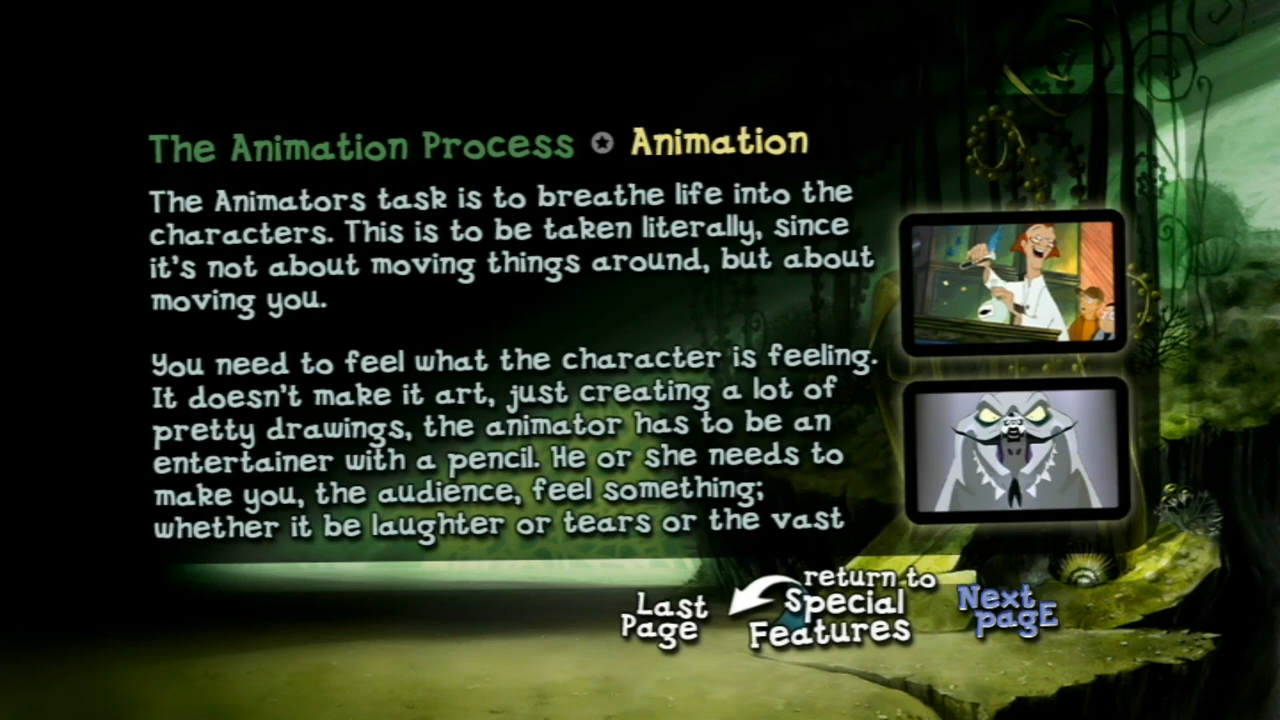 The Animation Process ✪ Animation
The Animators task is to breathe life into the
characters. This is to be taken literally, since
it's not about moving things around, but about
moving you.
You need to feel what the character is feeling.
It doesn't make it art, just creating a lot of
pretty drawings, the animator has to be an
entertainer with a pencil. He or she needs to
make you, the audience, feel something;
whether it be laughter or tears or the vast
Last
Page
return to
Special
Features
Next
pagE